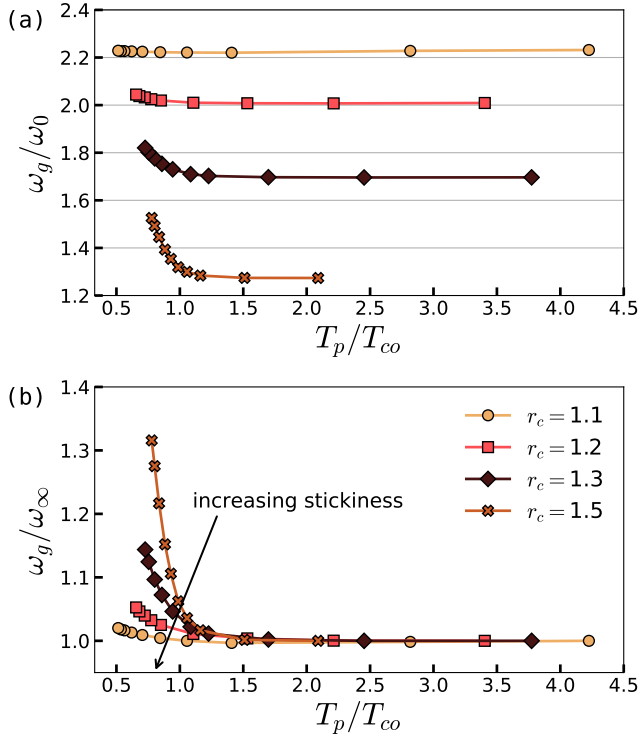 (a)
2.4
2.2
2.0
1.8
1.6
1.4
1.2
ω_g/ω_0
0.5 1.0 1.5 2.0 2.5 3.0 3.5 4.0 4.5
T_p/T_co
(b)
1.4
1.3
1.2
1.1
1.0
ω_g/ω_∞
r_c = 1.1
r_c = 1.2
r_c = 1.3
r_c = 1.5
increasing stickiness
0.5 1.0 1.5 2.0 2.5 3.0 3.5 4.0 4.5
T_p/T_co